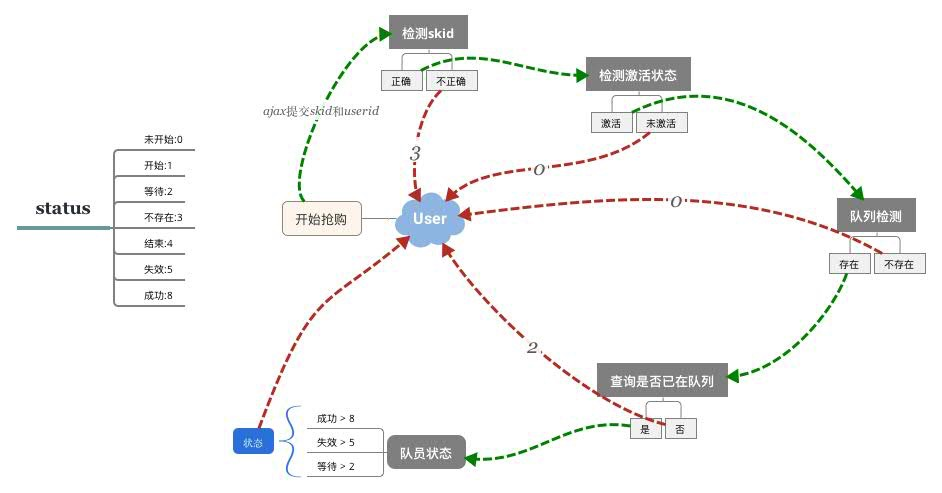 检测skid
正确
不正确
检测激活状态
激活
未激活
ajax提交skid和userid
3
0
未开始:0
开始:1
等待:2
不存在:3
结束:4
失效:5
成功:8
status
开始抢购
User
0
队列检测
存在
不存在
2
查询是否已在队列
是
否
状态
成功 > 8
失效 > 5
等待 > 2
队员状态